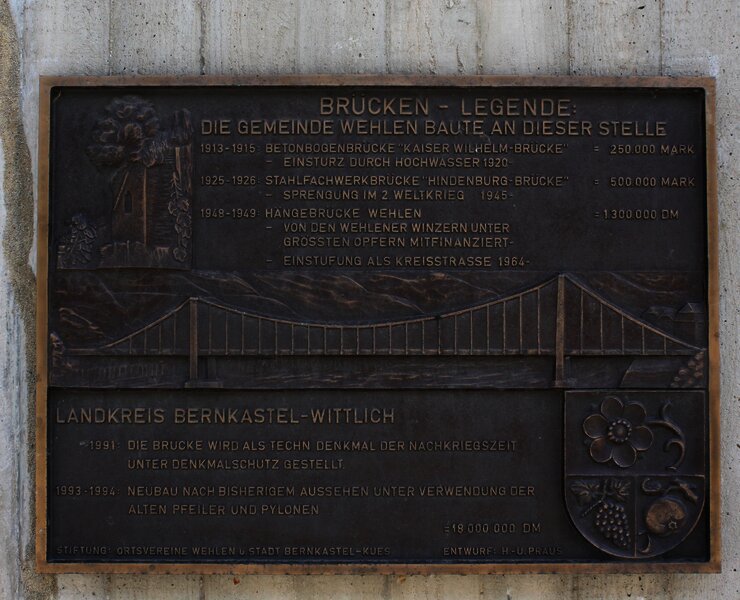 BRÜCKEN - LEGENDE:
DIE GEMEINDE WEHLEN BAUTE AN DIESER STELLE
1913-1915: BETONBOGENBRÜCKE "KAISER WILHELM-BRÜCKE" = 250.000 MARK
- EINSTURZ DURCH HOCHWASSER 1920-
1925-1926: STAHLFACHWERKBRÜCKE "HINDENBURG-BRÜCKE" = 500.000 MARK
- SPRENGUNG IM 2. WELTKRIEG 1945-
1948-1949: HÄNGEBRÜCKE WEHLEN = 1.300.000 DM
- VON DEN WEHLENER WINZERN UNTER
GRÖSSTEN OPFERN MITFINANZIERT-
- EINSTUFUNG ALS KREISSTRASSE 1964-
LANDKREIS BERNKASTEL-WITTLICH
1991: DIE BRÜCKE WIRD ALS TECHN. DENKMAL DER NACHKRIEGSZEIT
UNTER DENKMALSCHUTZ GESTELLT.
1993-1994: NEUBAU NACH BISHERIGEM AUSSEHEN UNTER VERWENDUNG DER
ALTEN PFEILER UND PYLONEN
=18.000.000 DM
STIFTUNG: ORTSVEREINE WEHLEN u. STADT BERNKASTEL-KUES ENTWURF: H.-U. PRAUS